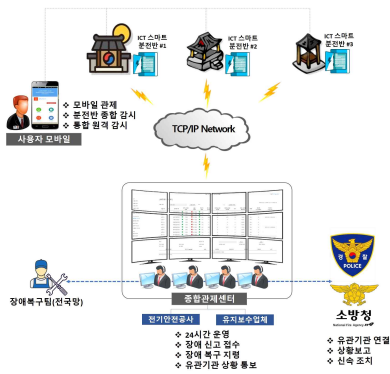 ICT 스마트
분전반 #1
ICT 스마트
분전반 #2
ICT 스마트
분전반 #3
❖ 모바일 관제
❖ 분전반 종합 감시
❖ 통합 원격 감시
사용자 모바일
TCP/IP Network
장애복구팀(전국망)
종합관제센터
전기안전공사
유지보수업체
❖ 24시간 운영
❖ 장애 신고 접수
❖ 장애 복구 지령
❖ 유관기관 상황 통보
경찰
POLICE
소방청
National Fire Agency 119
❖ 유관기관 연결
❖ 상황보고
❖ 신속 조치